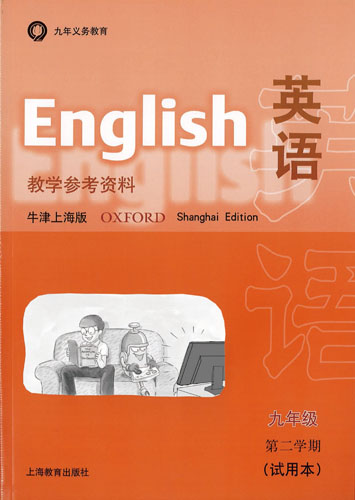 九年义务教育
英语
English
教学参考资料
牛津上海版 OXFORD Shanghai Edition
九年级
第二学期
(试用本)
上海教育出版社